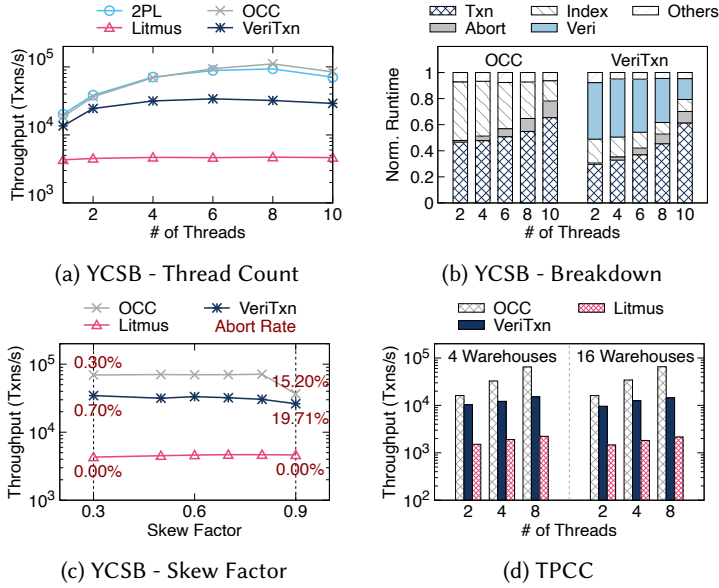 2PL OCC
Litmus VeriTxn
Throughput (Txns/s)
10^5
10^4
10^3
2 4 6 8 10
# of Threads
(a) YCSB - Thread Count
Txn Index Others
Abort Veri
OCC VeriTxn
Norm. Runtime
1
0.8
0.6
0.4
0.2
0
2 4 6 8 10 2 4 6 8 10
# of Threads
(b) YCSB - Breakdown
OCC VeriTxn
Litmus Abort Rate
Throughput (Txns/s)
10^5
10^4
10^3
0.30% 15.20%
0.70% 19.71%
0.00% 0.00%
0.3 0.6 0.9
Skew Factor
(c) YCSB - Skew Factor
OCC Litmus
VeriTxn
4 Warehouses 16 Warehouses
Throughput (Txns/s)
10^5
10^4
10^3
10^2
2 4 8 2 4 8
# of Threads
(d) TPCC